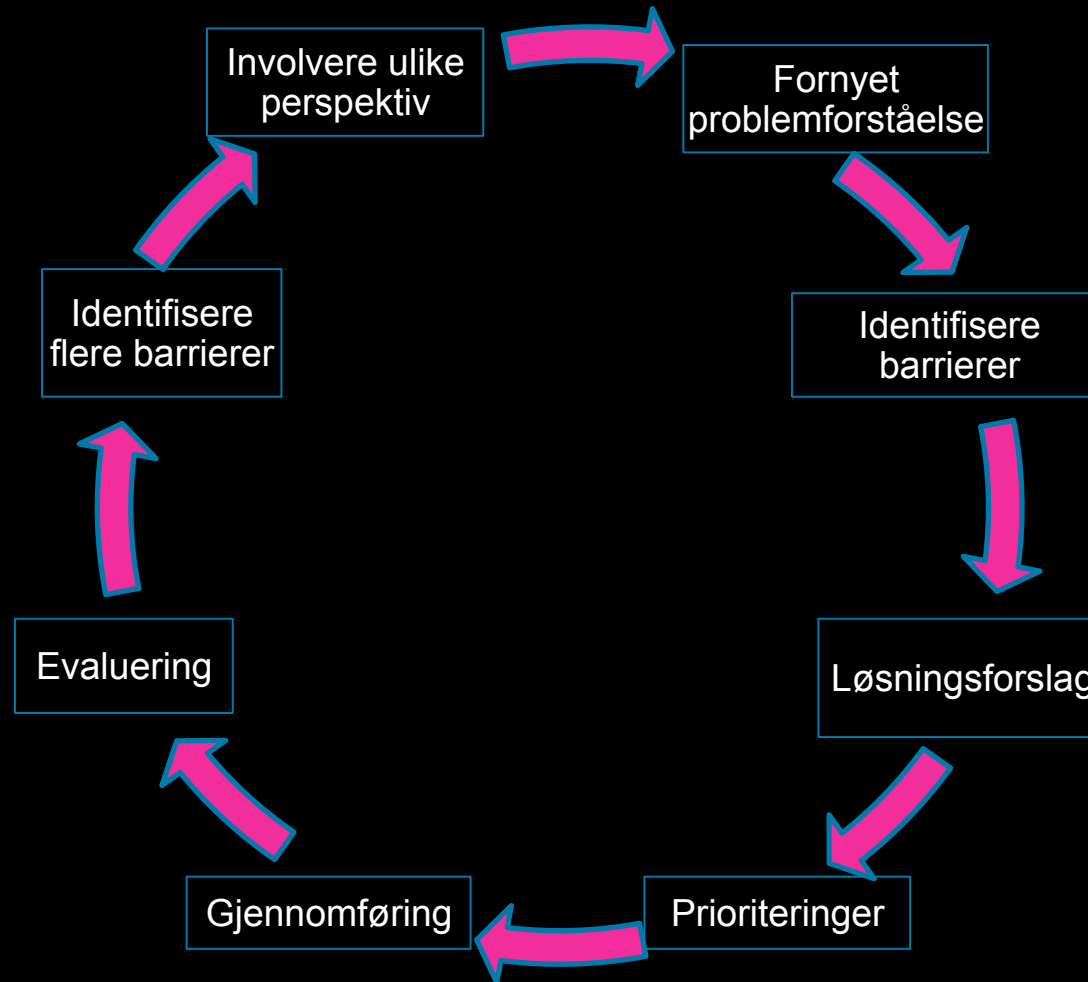 Involvere ulike
perspektiv
Fornyet
problemforståelse
Identifisere
barrierer
Løsningsforslag
Prioriteringer
Gjennomføring
Evaluering
Identifisere
flere barrierer